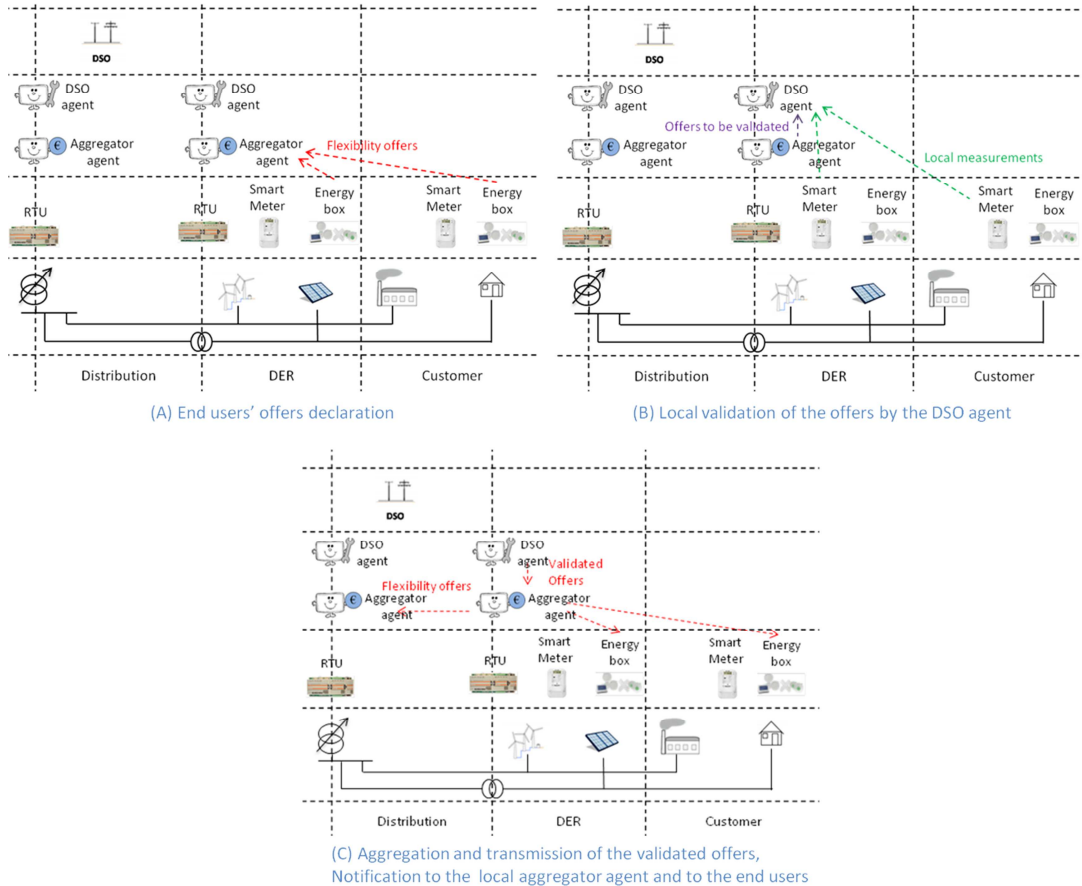 DSO
DSO
agent
DSO
agent
€
Aggregator
agent
€
Aggregator
agent
Flexibility offers
RTU
RTU
Smart
Meter
Energy
box
Smart
Meter
Energy
box
Distribution
DER
Customer
(A) End users’ offers declaration
DSO
DSO
agent
DSO
agent
Offers to be validated
€
Aggregator
agent
€
Aggregator
agent
Local measurements
RTU
RTU
Smart
Meter
Energy
box
Smart
Meter
Energy
box
Distribution
DER
Customer
(B) Local validation of the offers by the DSO agent
DSO
DSO
agent
DSO
agent
Validated
Offers
Flexibility offers
€
Aggregator
agent
€
Aggregator
agent
RTU
RTU
Smart
Meter
Energy
box
Smart
Meter
Energy
box
Distribution
DER
Customer
(C) Aggregation and transmission of the validated offers,
Notification to the local aggregator agent and to the end users